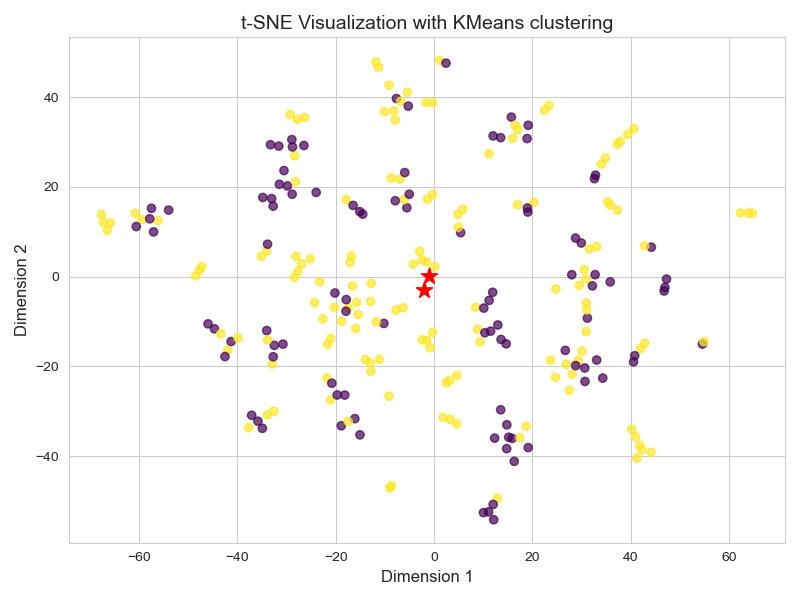 t-SNE Visualization with KMeans clustering
40
20
0
−20
−40
Dimension 2
−60 −40 −20 0 20 40 60
Dimension 1